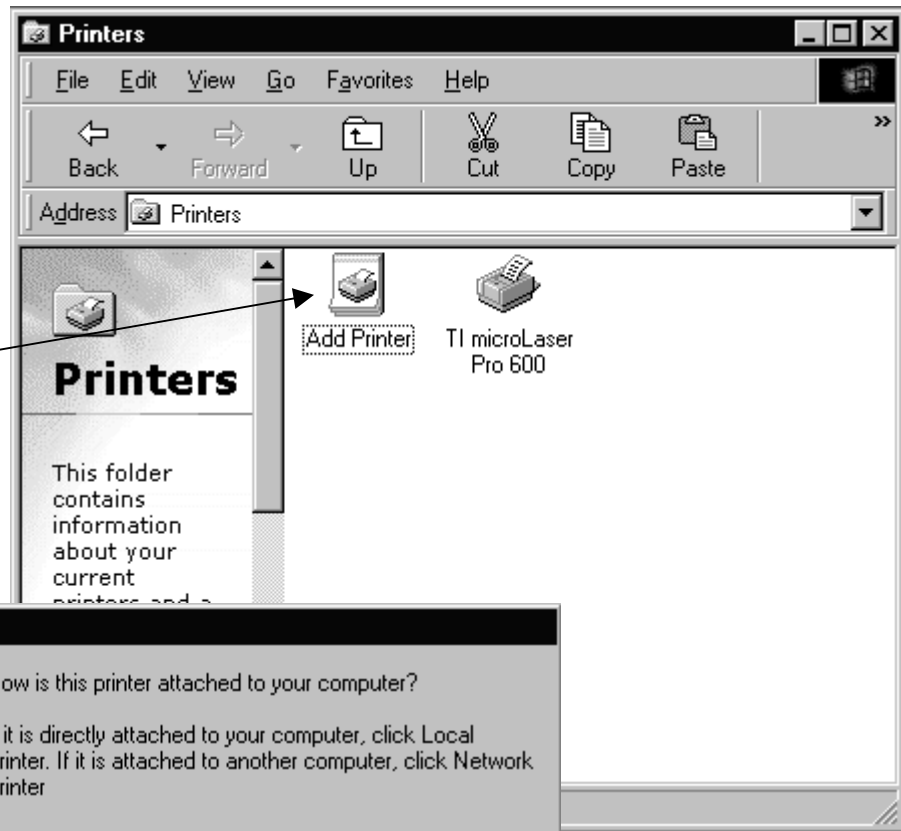 Printers
File Edit View Go Favorites Help
Back Forward Up Cut Copy Paste »
Address Printers
Add Printer
TI microLaser
Pro 600
Printers
This folder
contains
information
about your
current
printers and a
ow is this printer attached to your computer?
it is directly attached to your computer, click Local
rinter. If it is attached to another computer, click Network
rinter